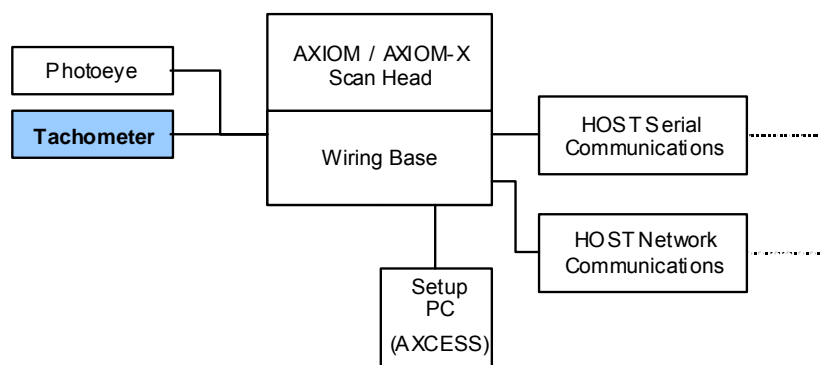 AXIOM / AXIOM-X
Scan Head
Photoeye
Tachometer
Wiring Base
HOST Serial
Communications
HOST Network
Communications
Setup
PC
(AXCESS)